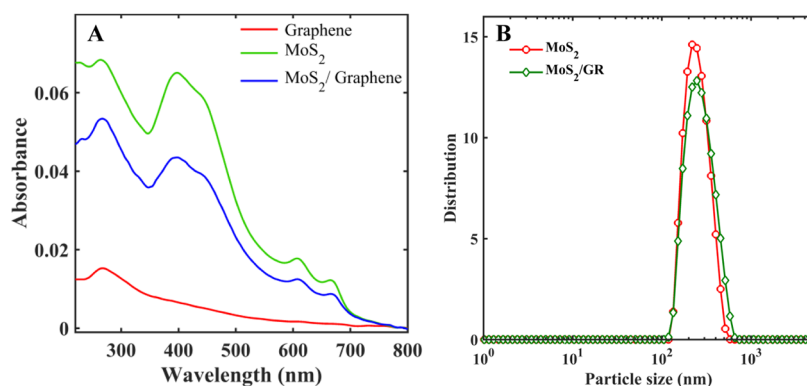 A
Graphene
MoS2
MoS2/ Graphene
0.06
0.04
0.02
0
Absorbance
300 400 500 600 700 800
Wavelength (nm)
B
MoS2
MoS2/GR
15
10
5
0
Distribution
10^0 10^1 10^2 10^3
Particle size (nm)